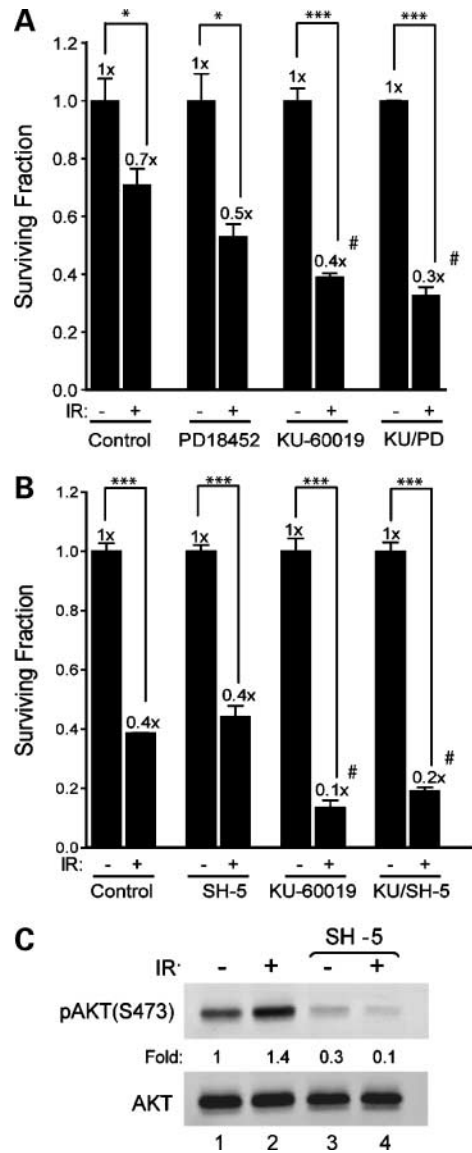 A
* * *** ***
1.2
1x 1x 1x 1x
1.0
0.8
0.7x
0.6
0.5x
0.4x #
0.3x #
0.4
0.2
0.0
Surviving Fraction
IR: - + - + - + - +
Control PD18452 KU-60019 KU/PD
B
*** *** *** ***
1.2
1x 1x 1x 1x
1.0
0.8
0.6
0.4x 0.4x
0.4
0.1x # 0.2x #
0.2
0.0
Surviving Fraction
IR: - + - + - + - +
Control SH-5 KU-60019 KU/SH-5
C
SH -5
IR: - + - +
pAKT(S473)
Fold: 1 1.4 0.3 0.1
AKT
1 2 3 4